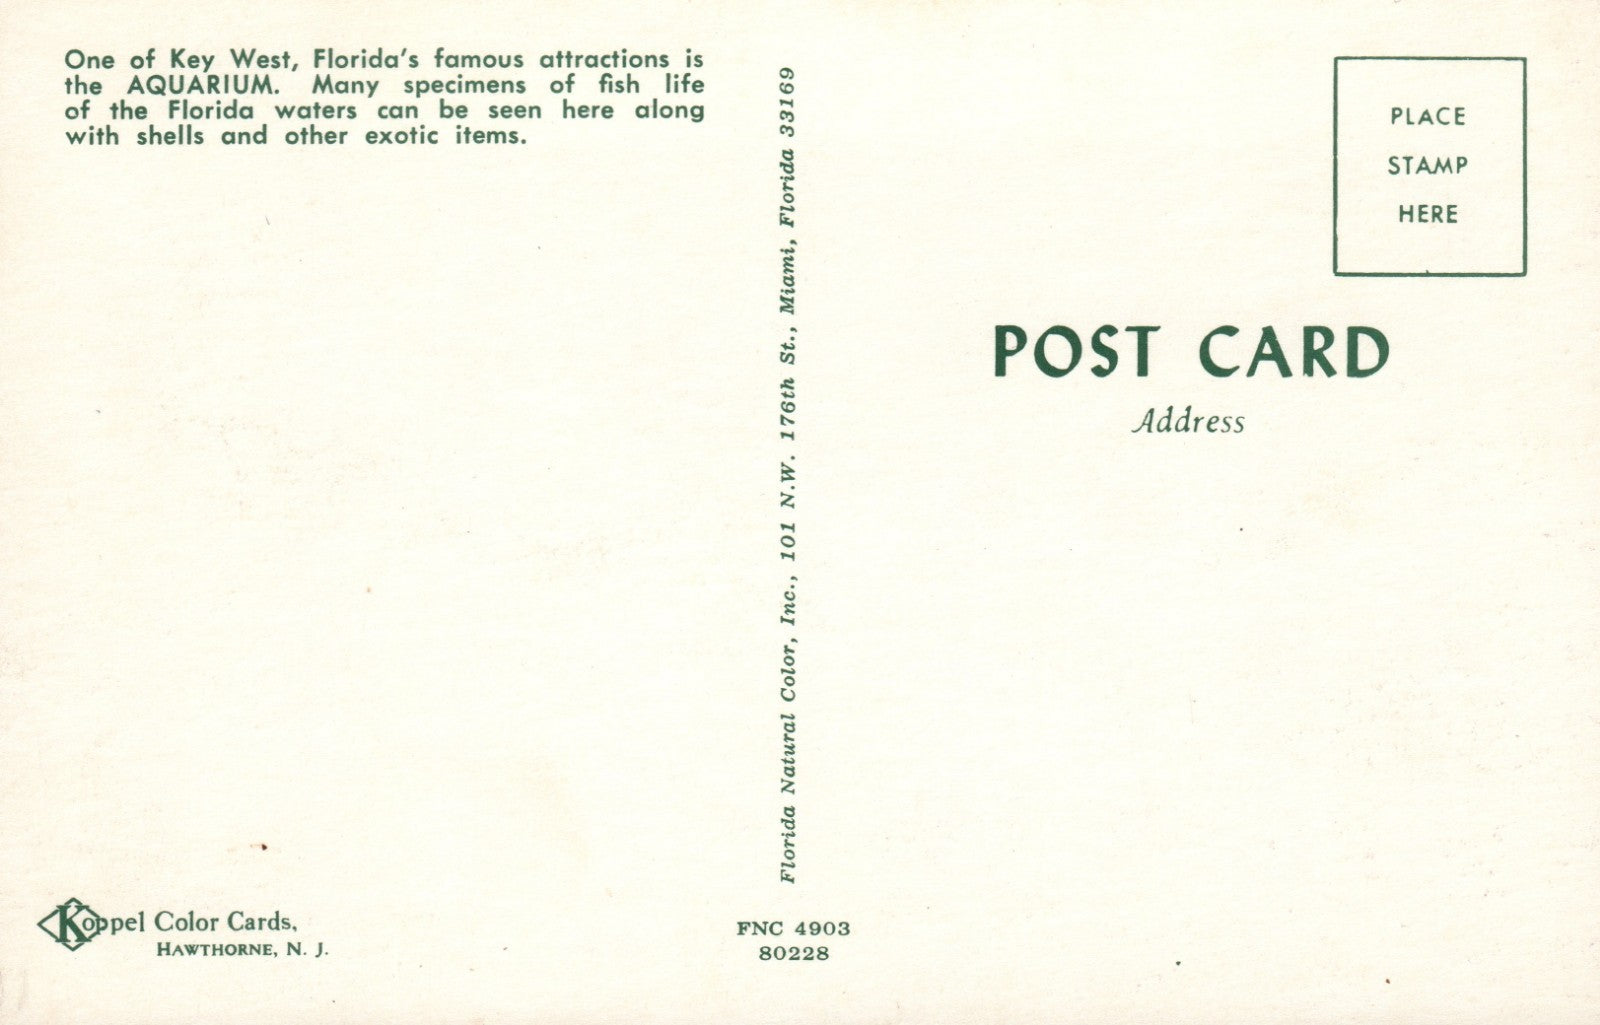 One of Key West, Florida's famous attractions is
the AQUARIUM. Many specimens of fish life
of the Florida waters can be seen here along
with shells and other exotic items.
Florida Natural Color, Inc., 101 N.W. 176th St., Miami, Florida 33169
PLACE
STAMP
HERE
POST CARD
Address
Koppel Color Cards,
HAWTHORNE, N. J.
FNC 4903
80228